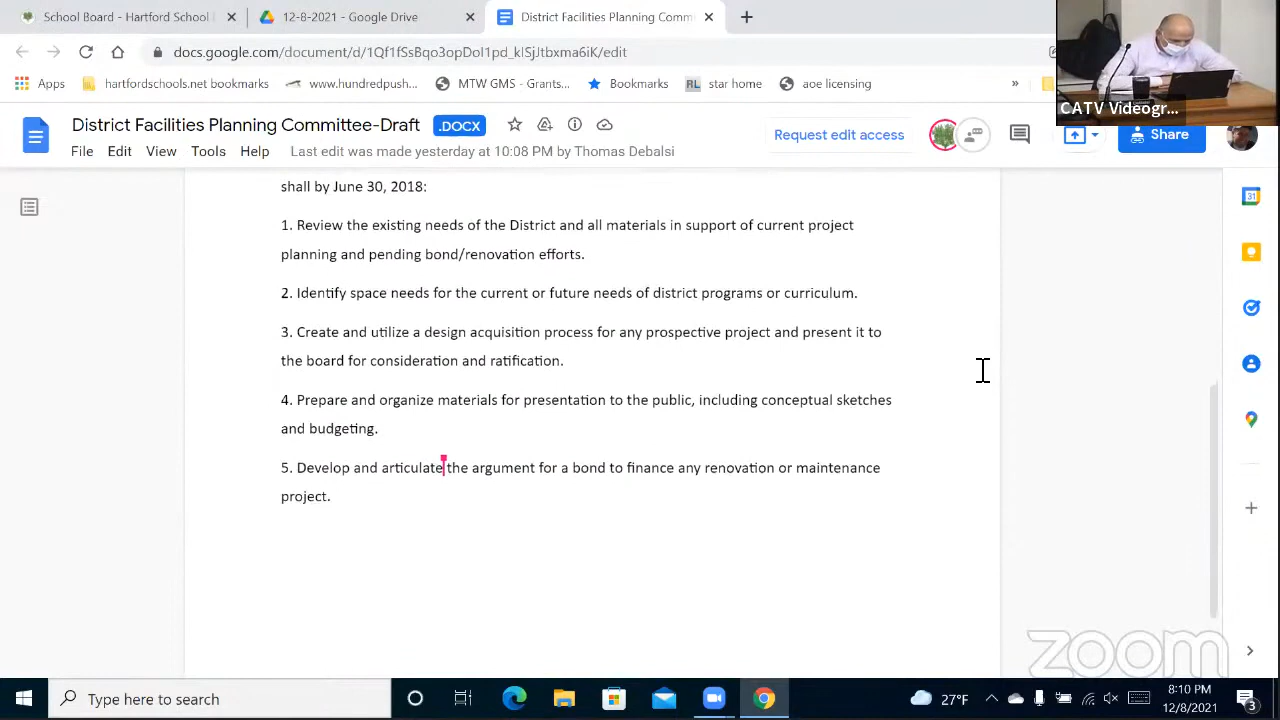 School Board - Hartford School
12-8-2021 - Google Drive
District Facilities Planning Comm
docs.google.com/document/d/1Qf1fSsBqo3opDoI1pd_kISjJtbxma6iK/edit
Apps
hartfordschools.net bookmarks
www.hundredpush...
MTW GMS - Grants...
Bookmarks
RL star home
aoe licensing
»
CATV Videogr...
District Facilities Planning Committee-Draft
.DOCX
Request edit access
Share
File Edit View Tools Help
Last edit was made yesterday at 10:08 PM by Thomas Debalsi
31
shall by June 30, 2018:
1. Review the existing needs of the District and all materials in support of current project
planning and pending bond/renovation efforts.
2. Identify space needs for the current or future needs of district programs or curriculum.
3. Create and utilize a design acquisition process for any prospective project and present it to
the board for consideration and ratification.
4. Prepare and organize materials for presentation to the public, including conceptual sketches
and budgeting.
5. Develop and articulate the argument for a bond to finance any renovation or maintenance
project.
zoom
Type here to search
27°F
8:10 PM
12/8/2021
3